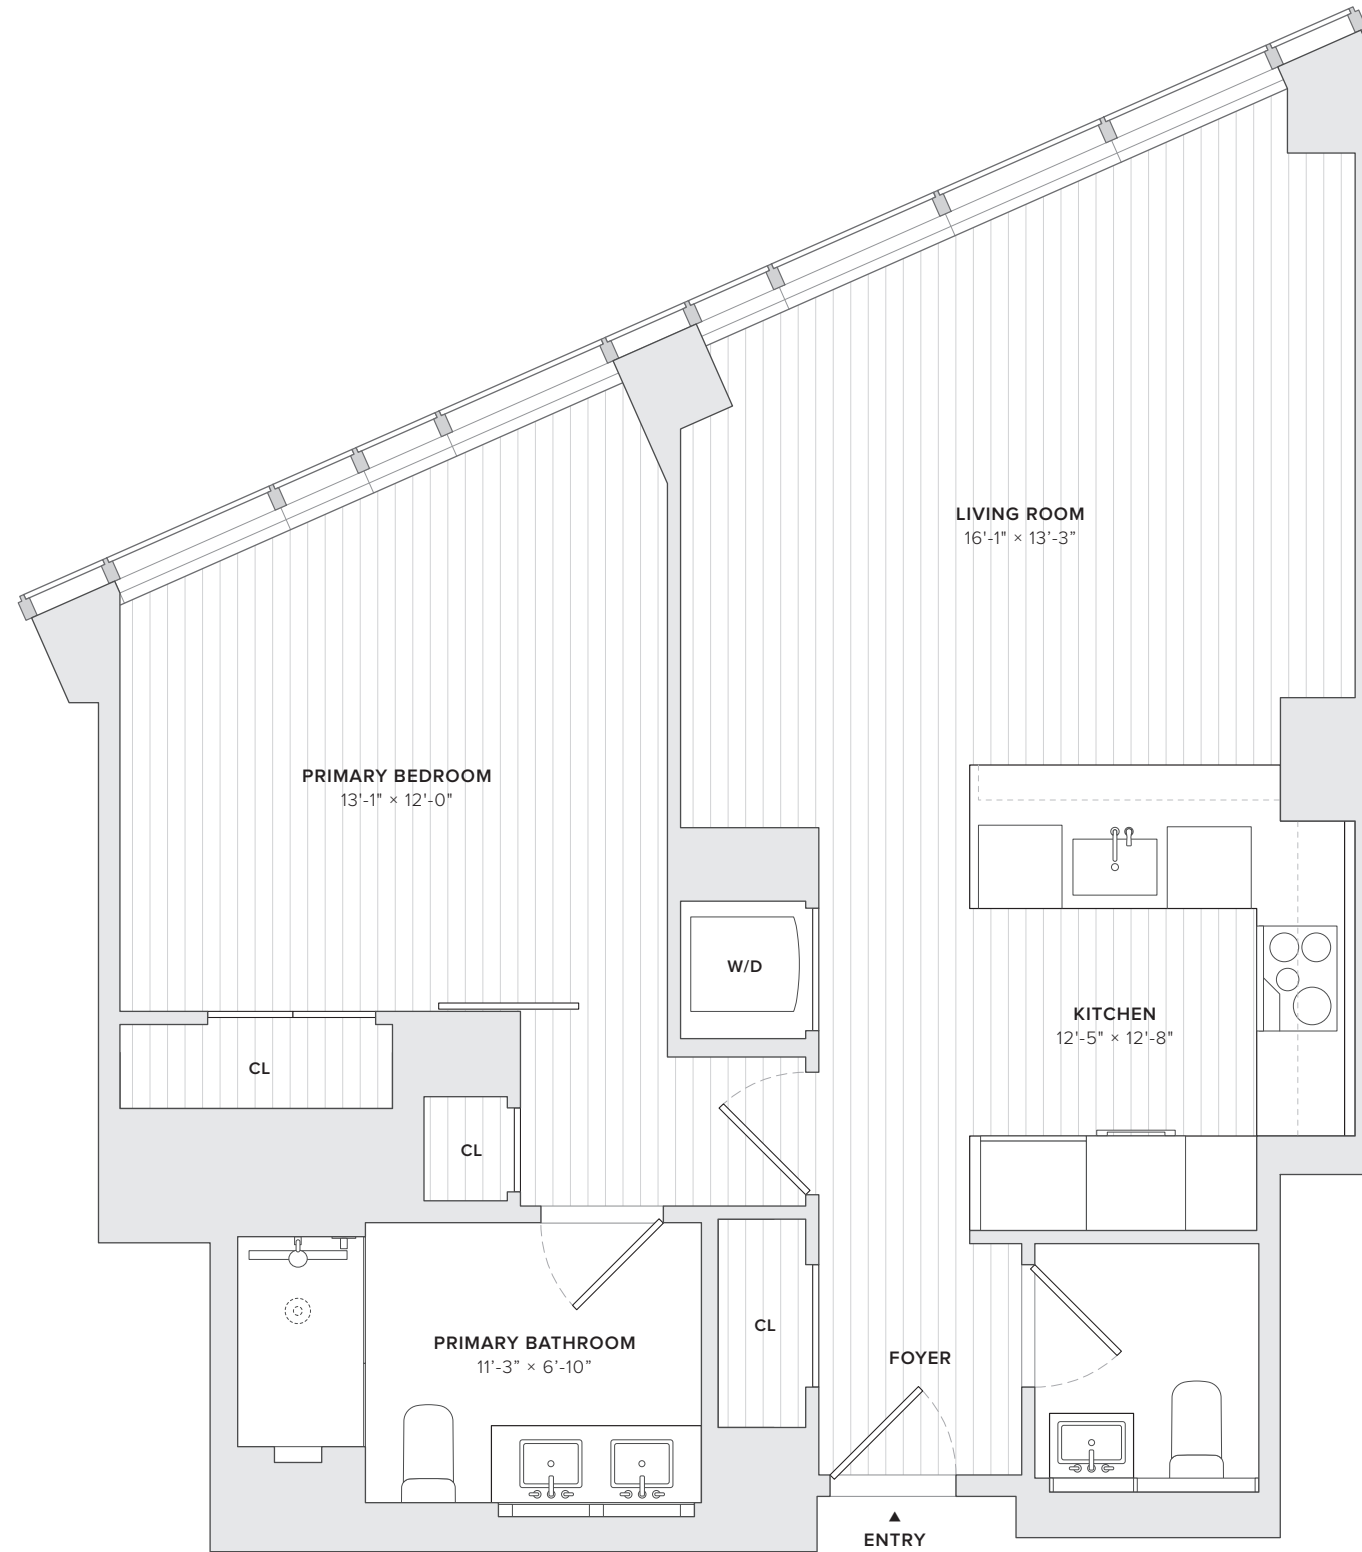 LIVING ROOM
16'-1" × 13'-3”
PRIMARY BEDROOM
13'-1" × 12'-0"
W/D
KITCHEN
12'-5" × 12'-8"
CL
CL
CL
PRIMARY BATHROOM
11'-3” × 6'-10”
FOYER
ENTRY